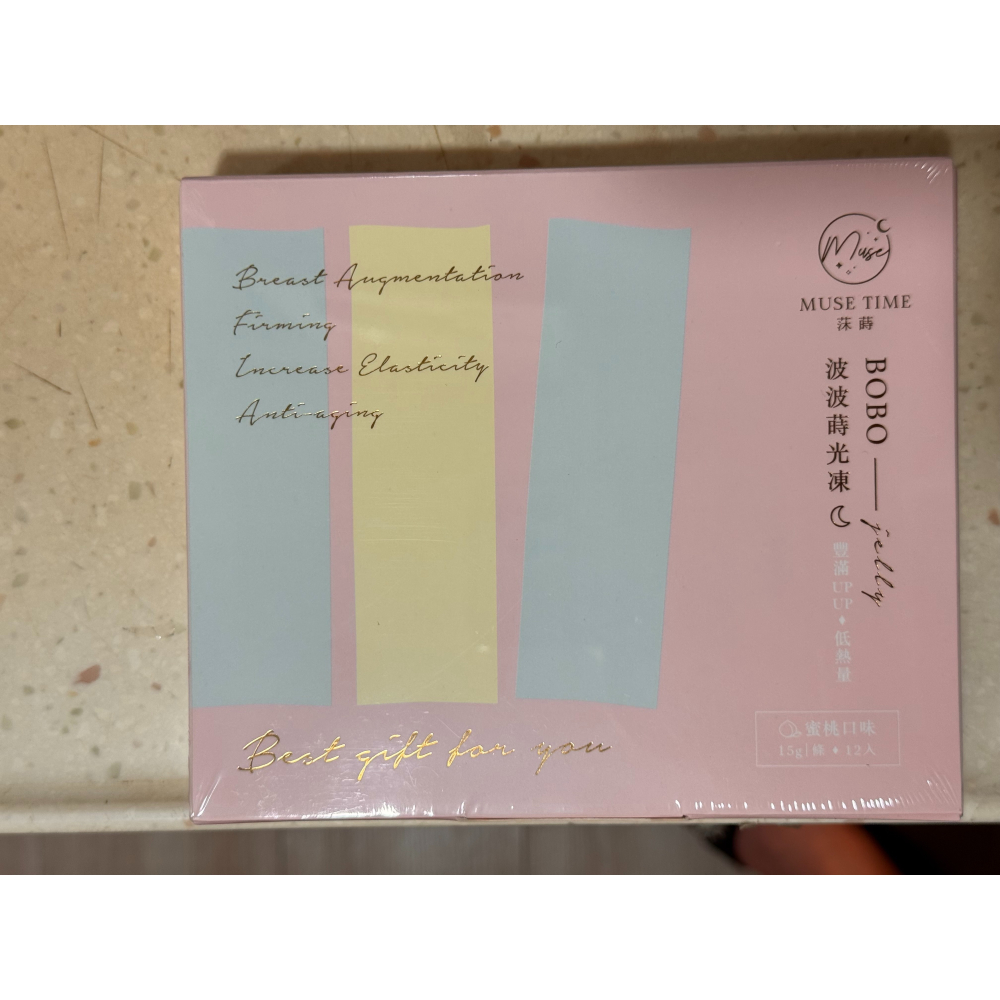 Breast Augmentation
Firming
Increase Elasticity
Anti-aging
Best gift for you
Muse
MUSE TIME
莯蒔
BOBO jelly
波波蒔光凍
豐滿UP UP 低熱量
蜜桃口味
15g|條 • 12入